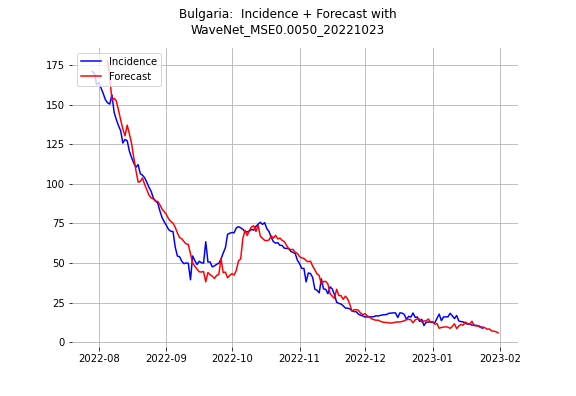 Bulgaria:  Incidence + Forecast with
WaveNet_MSE0.0050_20221023
Incidence
Forecast
175
150
125
100
75
50
25
0
2022-08 2022-09 2022-10 2022-11 2022-12 2023-01 2023-02